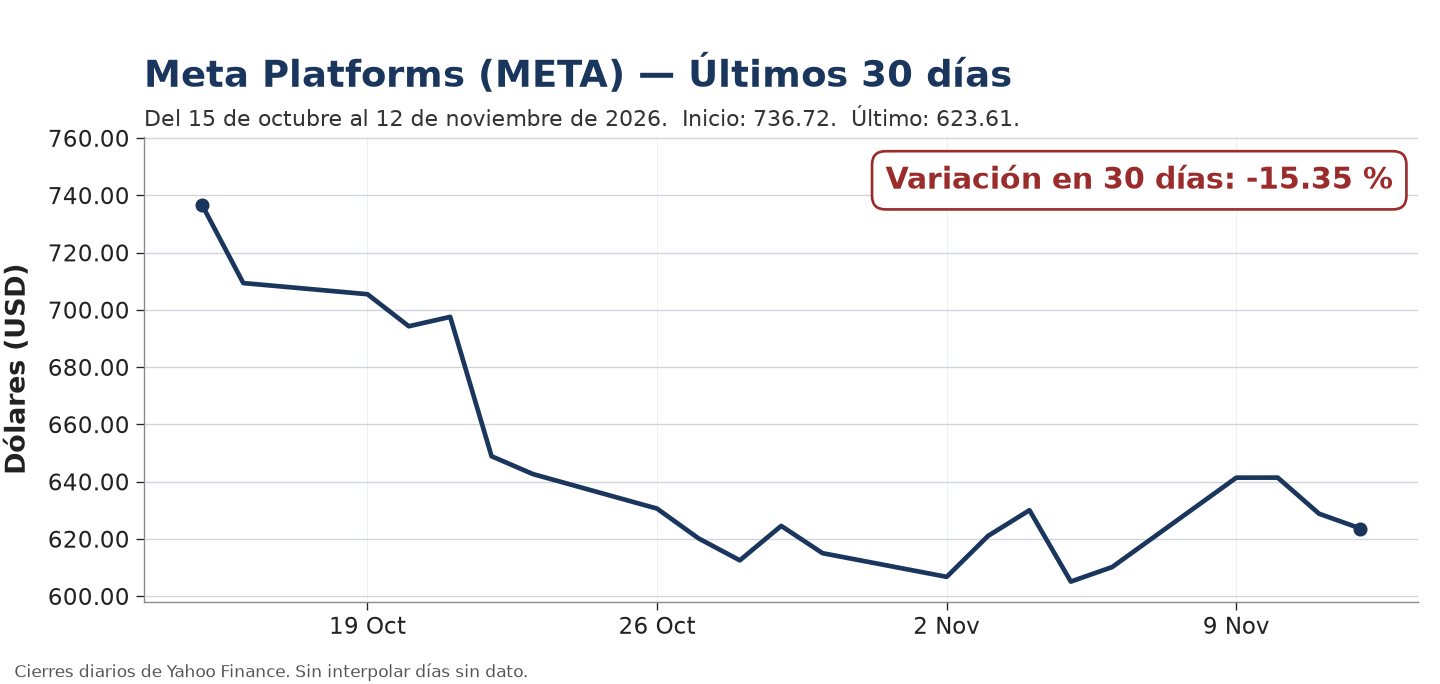 Meta Platforms (META) — Últimos 30 días
Del 15 de octubre al 12 de noviembre de 2026.  Inicio: 736.72.  Último: 623.61.
Variación en 30 días: -15.35 %
Dólares (USD)
760.00
740.00
720.00
700.00
680.00
660.00
640.00
620.00
600.00
19 Oct
26 Oct
2 Nov
9 Nov
Cierres diarios de Yahoo Finance. Sin interpolar días sin dato.